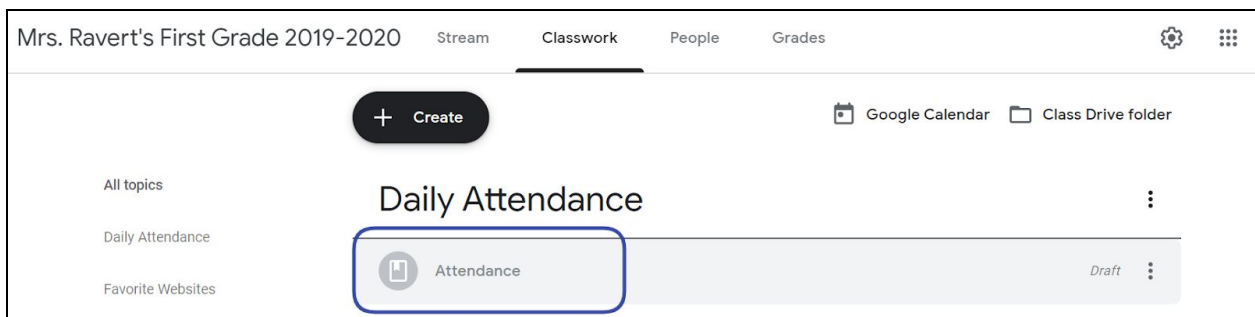 Mrs. Ravert's First Grade 2019-2020 Stream Classwork People Grades
+ Create
Google Calendar Class Drive folder
All topics
Daily Attendance
Daily Attendance
Attendance Draft
Favorite Websites